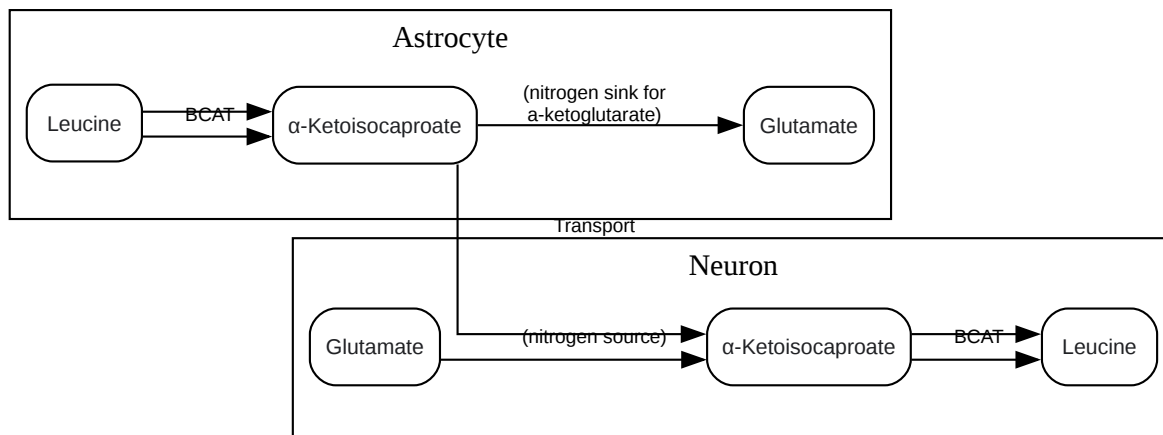 Astrocyte
Leucine
BCAT
α-Ketoisocaproate
(nitrogen sink for
a-ketoglutarate)
Glutamate
Transport
Neuron
Glutamate
(nitrogen source)
α-Ketoisocaproate
BCAT
Leucine